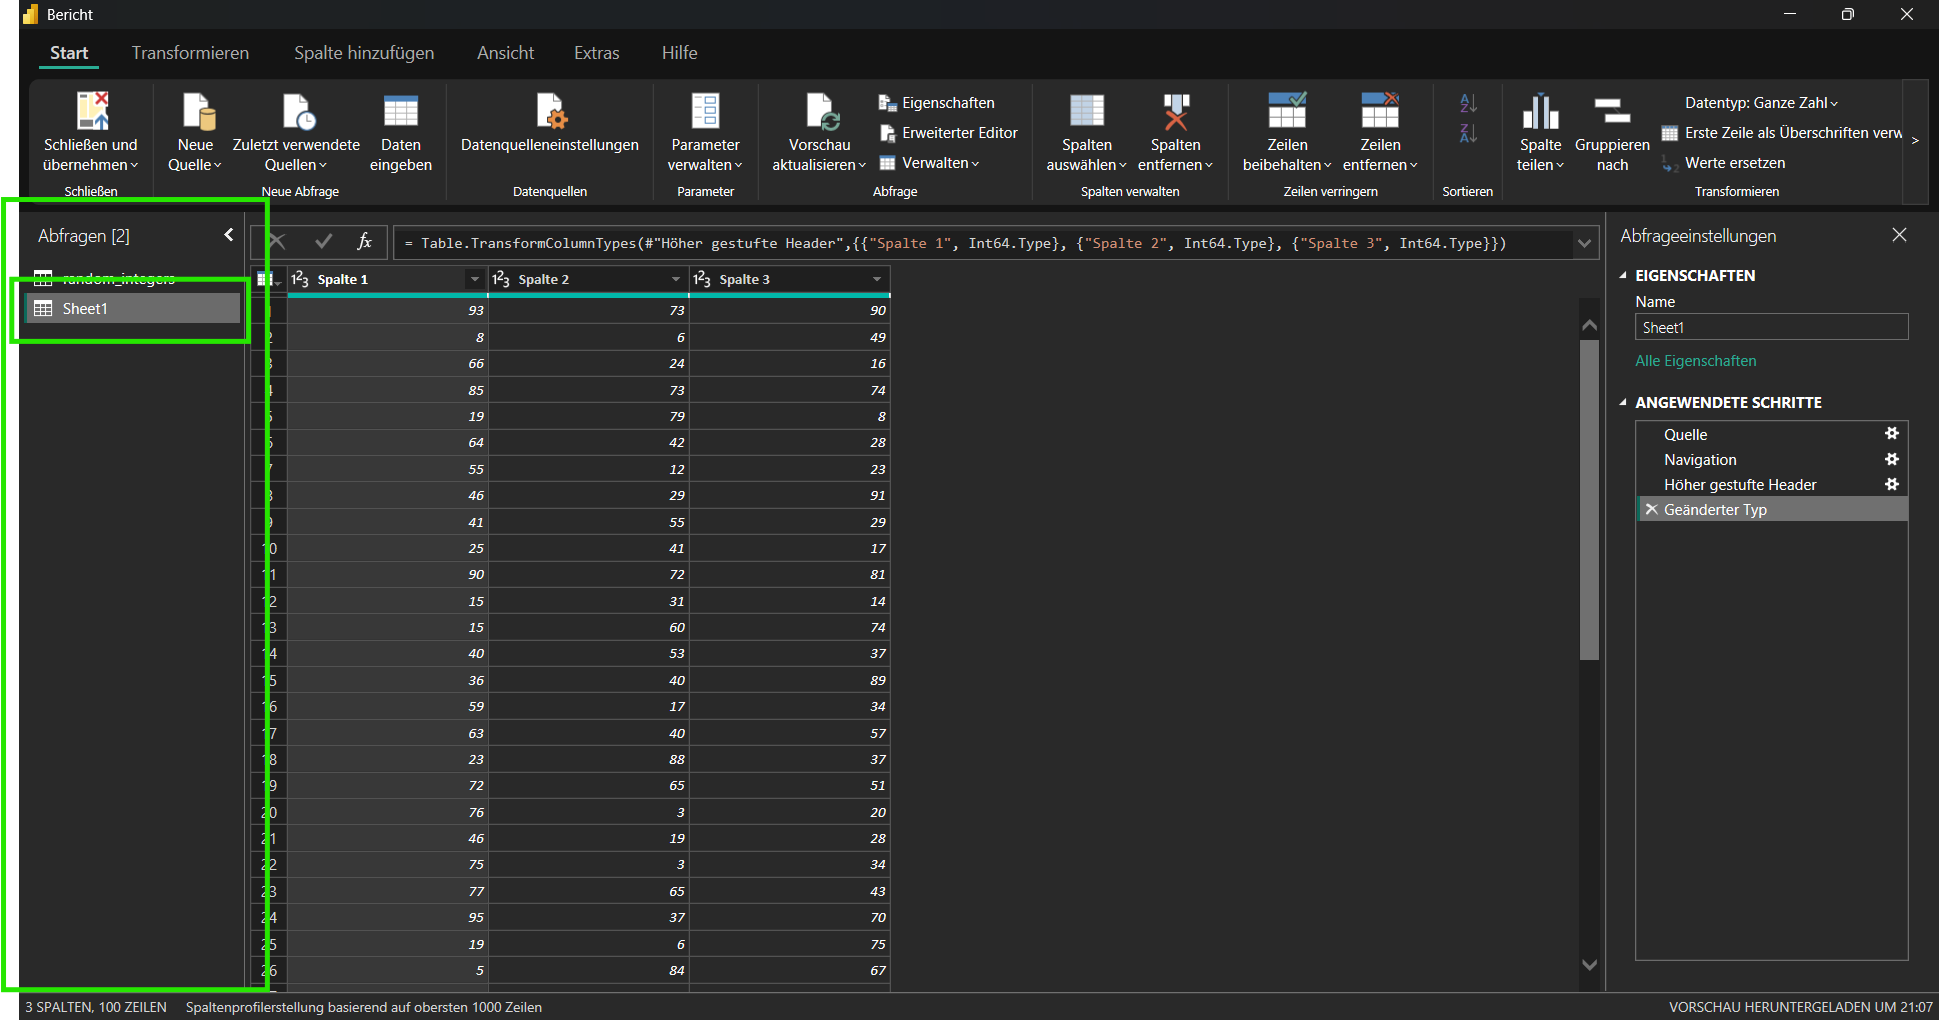 Bericht
Start Transformieren Spalte hinzufügen Ansicht Extras Hilfe
Schließen und übernehmen
Schließen
Neue Quelle
Zuletzt verwendete Quellen
Daten eingeben
Neue Abfrage
Datenquelleneinstellungen
Datenquellen
Parameter verwalten
Parameter
Vorschau aktualisieren
Eigenschaften
Erweiterter Editor
Verwalten
Abfrage
Spalten auswählen
Spalten entfernen
Spalten verwalten
Zeilen beibehalten
Zeilen entfernen
Zeilen verringern
Sortieren
Spalte teilen
Gruppieren nach
Datentyp: Ganze Zahl
Erste Zeile als Überschriften verw
Werte ersetzen
Transformieren
Abfragen [2]
random_integers
Sheet1
fx
= Table.TransformColumnTypes(#"Höher gestufte Header",{{"Spalte 1", Int64.Type}, {"Spalte 2", Int64.Type}, {"Spalte 3", Int64.Type}})
1²3 Spalte 1 1²3 Spalte 2 1²3 Spalte 3
1 93 73 90
2 8 6 49
3 66 24 16
4 85 73 74
5 19 79 8
6 64 42 28
7 55 12 23
8 46 29 91
9 41 55 29
10 25 41 17
11 90 72 81
12 15 31 14
13 15 60 74
14 40 53 37
15 36 40 89
16 59 17 34
17 63 40 57
18 23 88 37
19 72 65 51
20 76 3 20
21 46 19 28
22 75 3 34
23 77 65 43
24 95 37 70
25 19 6 75
26 5 84 67
Abfrageeinstellungen
EIGENSCHAFTEN
Name
Sheet1
Alle Eigenschaften
ANGEWENDETE SCHRITTE
Quelle
Navigation
Höher gestufte Header
Geänderter Typ
3 SPALTEN, 100 ZEILEN Spaltenprofilerstellung basierend auf obersten 1000 Zeilen
VORSCHAU HERUNTERGELADEN UM 21:07